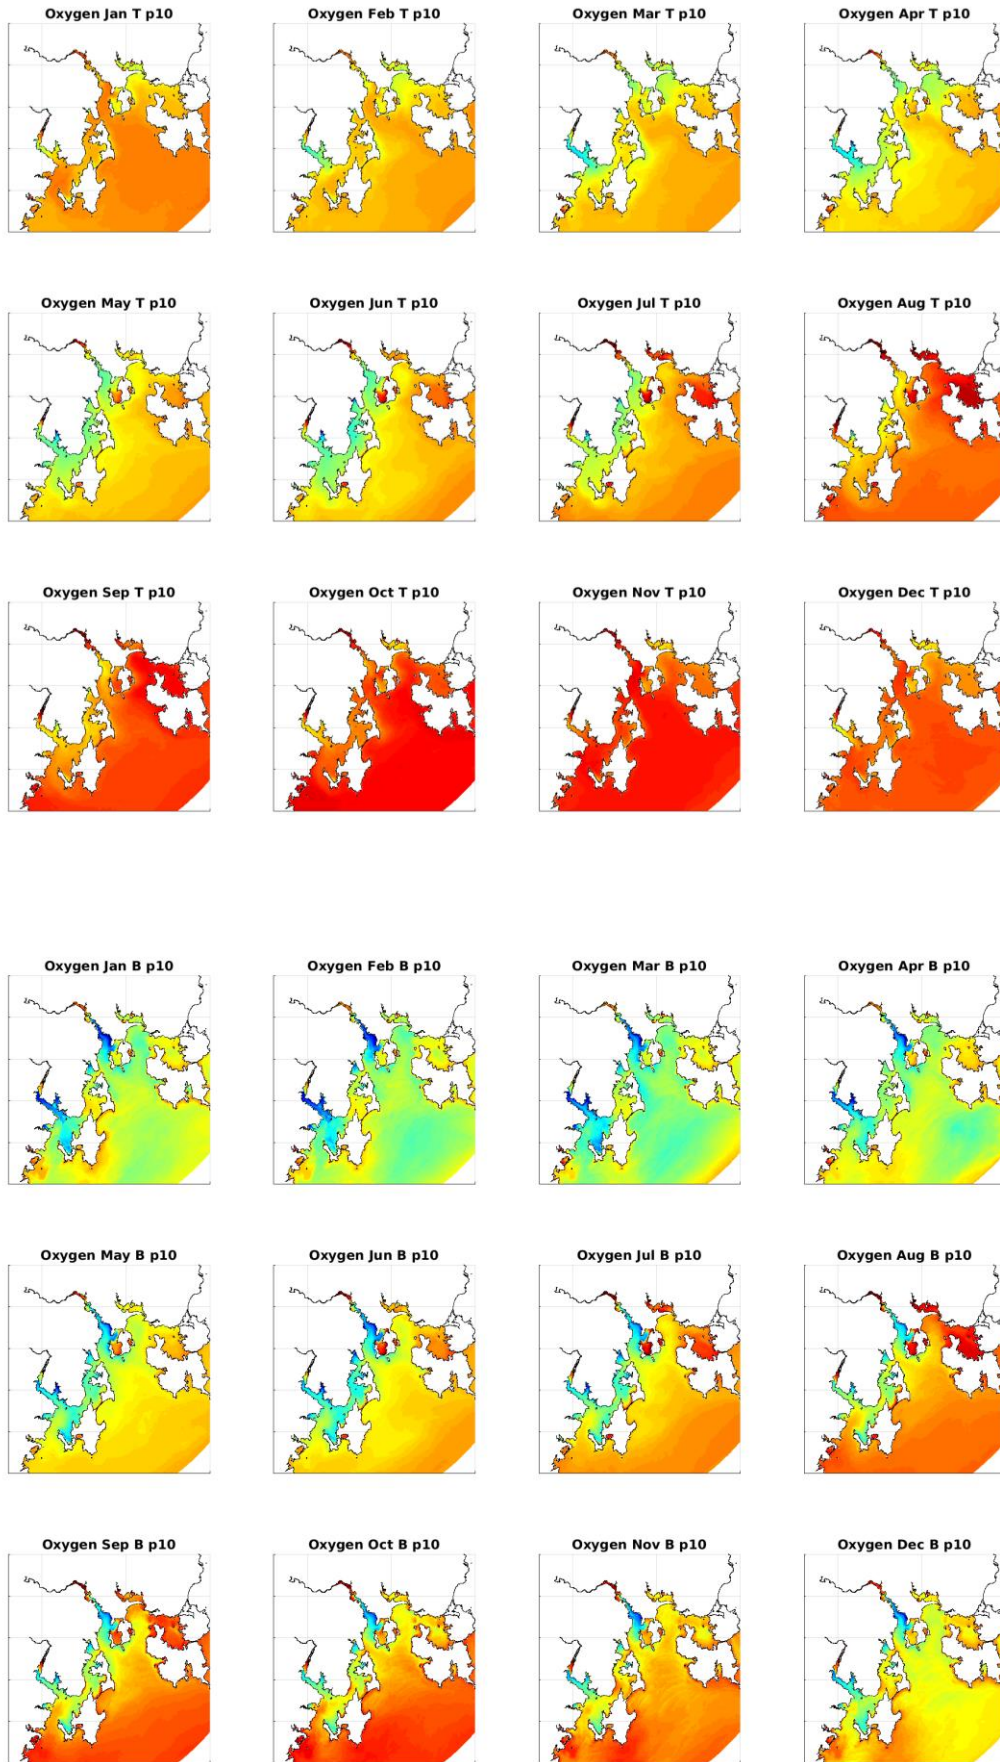 Oxygen Jan T p10 Oxygen Feb T p10 Oxygen Mar T p10 Oxygen Apr T p10
Oxygen May T p10 Oxygen Jun T p10 Oxygen Jul T p10 Oxygen Aug T p10
Oxygen Sep T p10 Oxygen Oct T p10 Oxygen Nov T p10 Oxygen Dec T p10
Oxygen Jan B p10 Oxygen Feb B p10 Oxygen Mar B p10 Oxygen Apr B p10
Oxygen May B p10 Oxygen Jun B p10 Oxygen Jul B p10 Oxygen Aug B p10
Oxygen Sep B p10 Oxygen Oct B p10 Oxygen Nov B p10 Oxygen Dec B p10